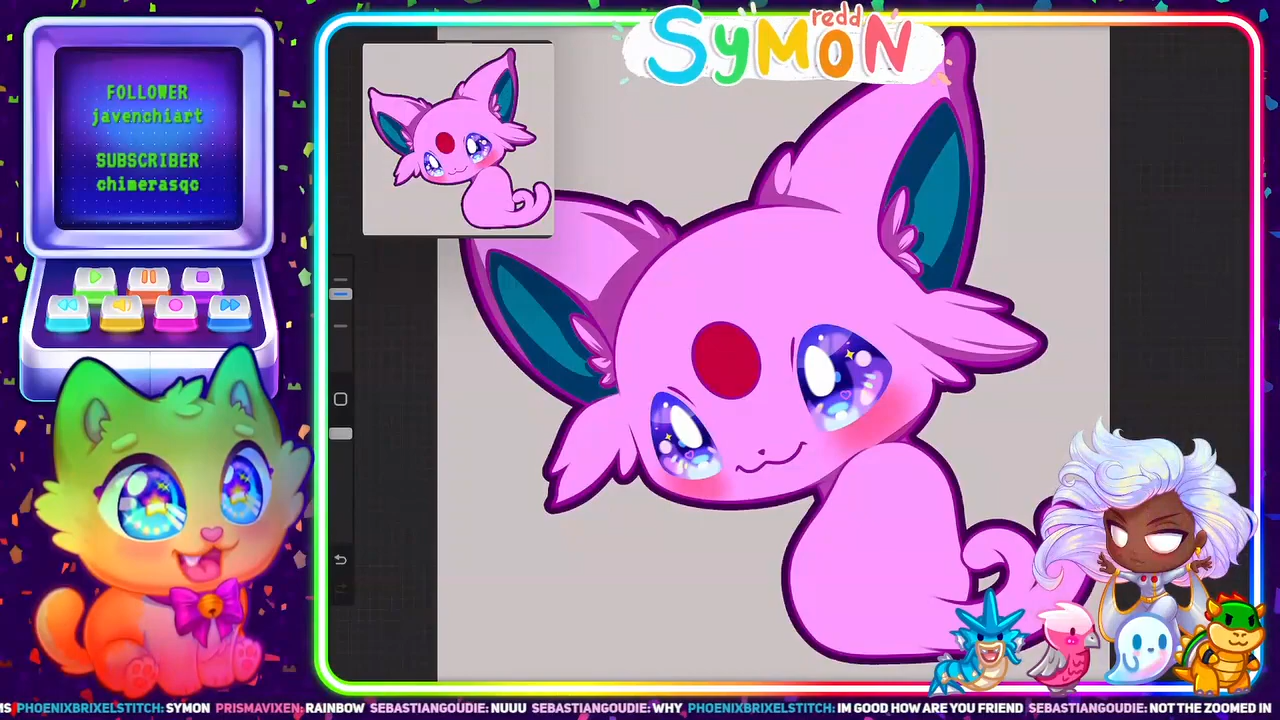 redd
SyMoN
FOLLOWER
javenchiart
SUBSCRIBER
chimerasqc
MS PHOENIXBRIXELSTITCH: SYMON PRISMAVIXEN: RAINBOW SEBASTIANGOUDIE: NUUU SEBASTIANGOUDIE: WHY PHOENIXBRIXELSTITCH: IM GOOD HOW ARE YOU FRIEND SEBASTIANGOUDIE: NOT THE ZOOMED IN